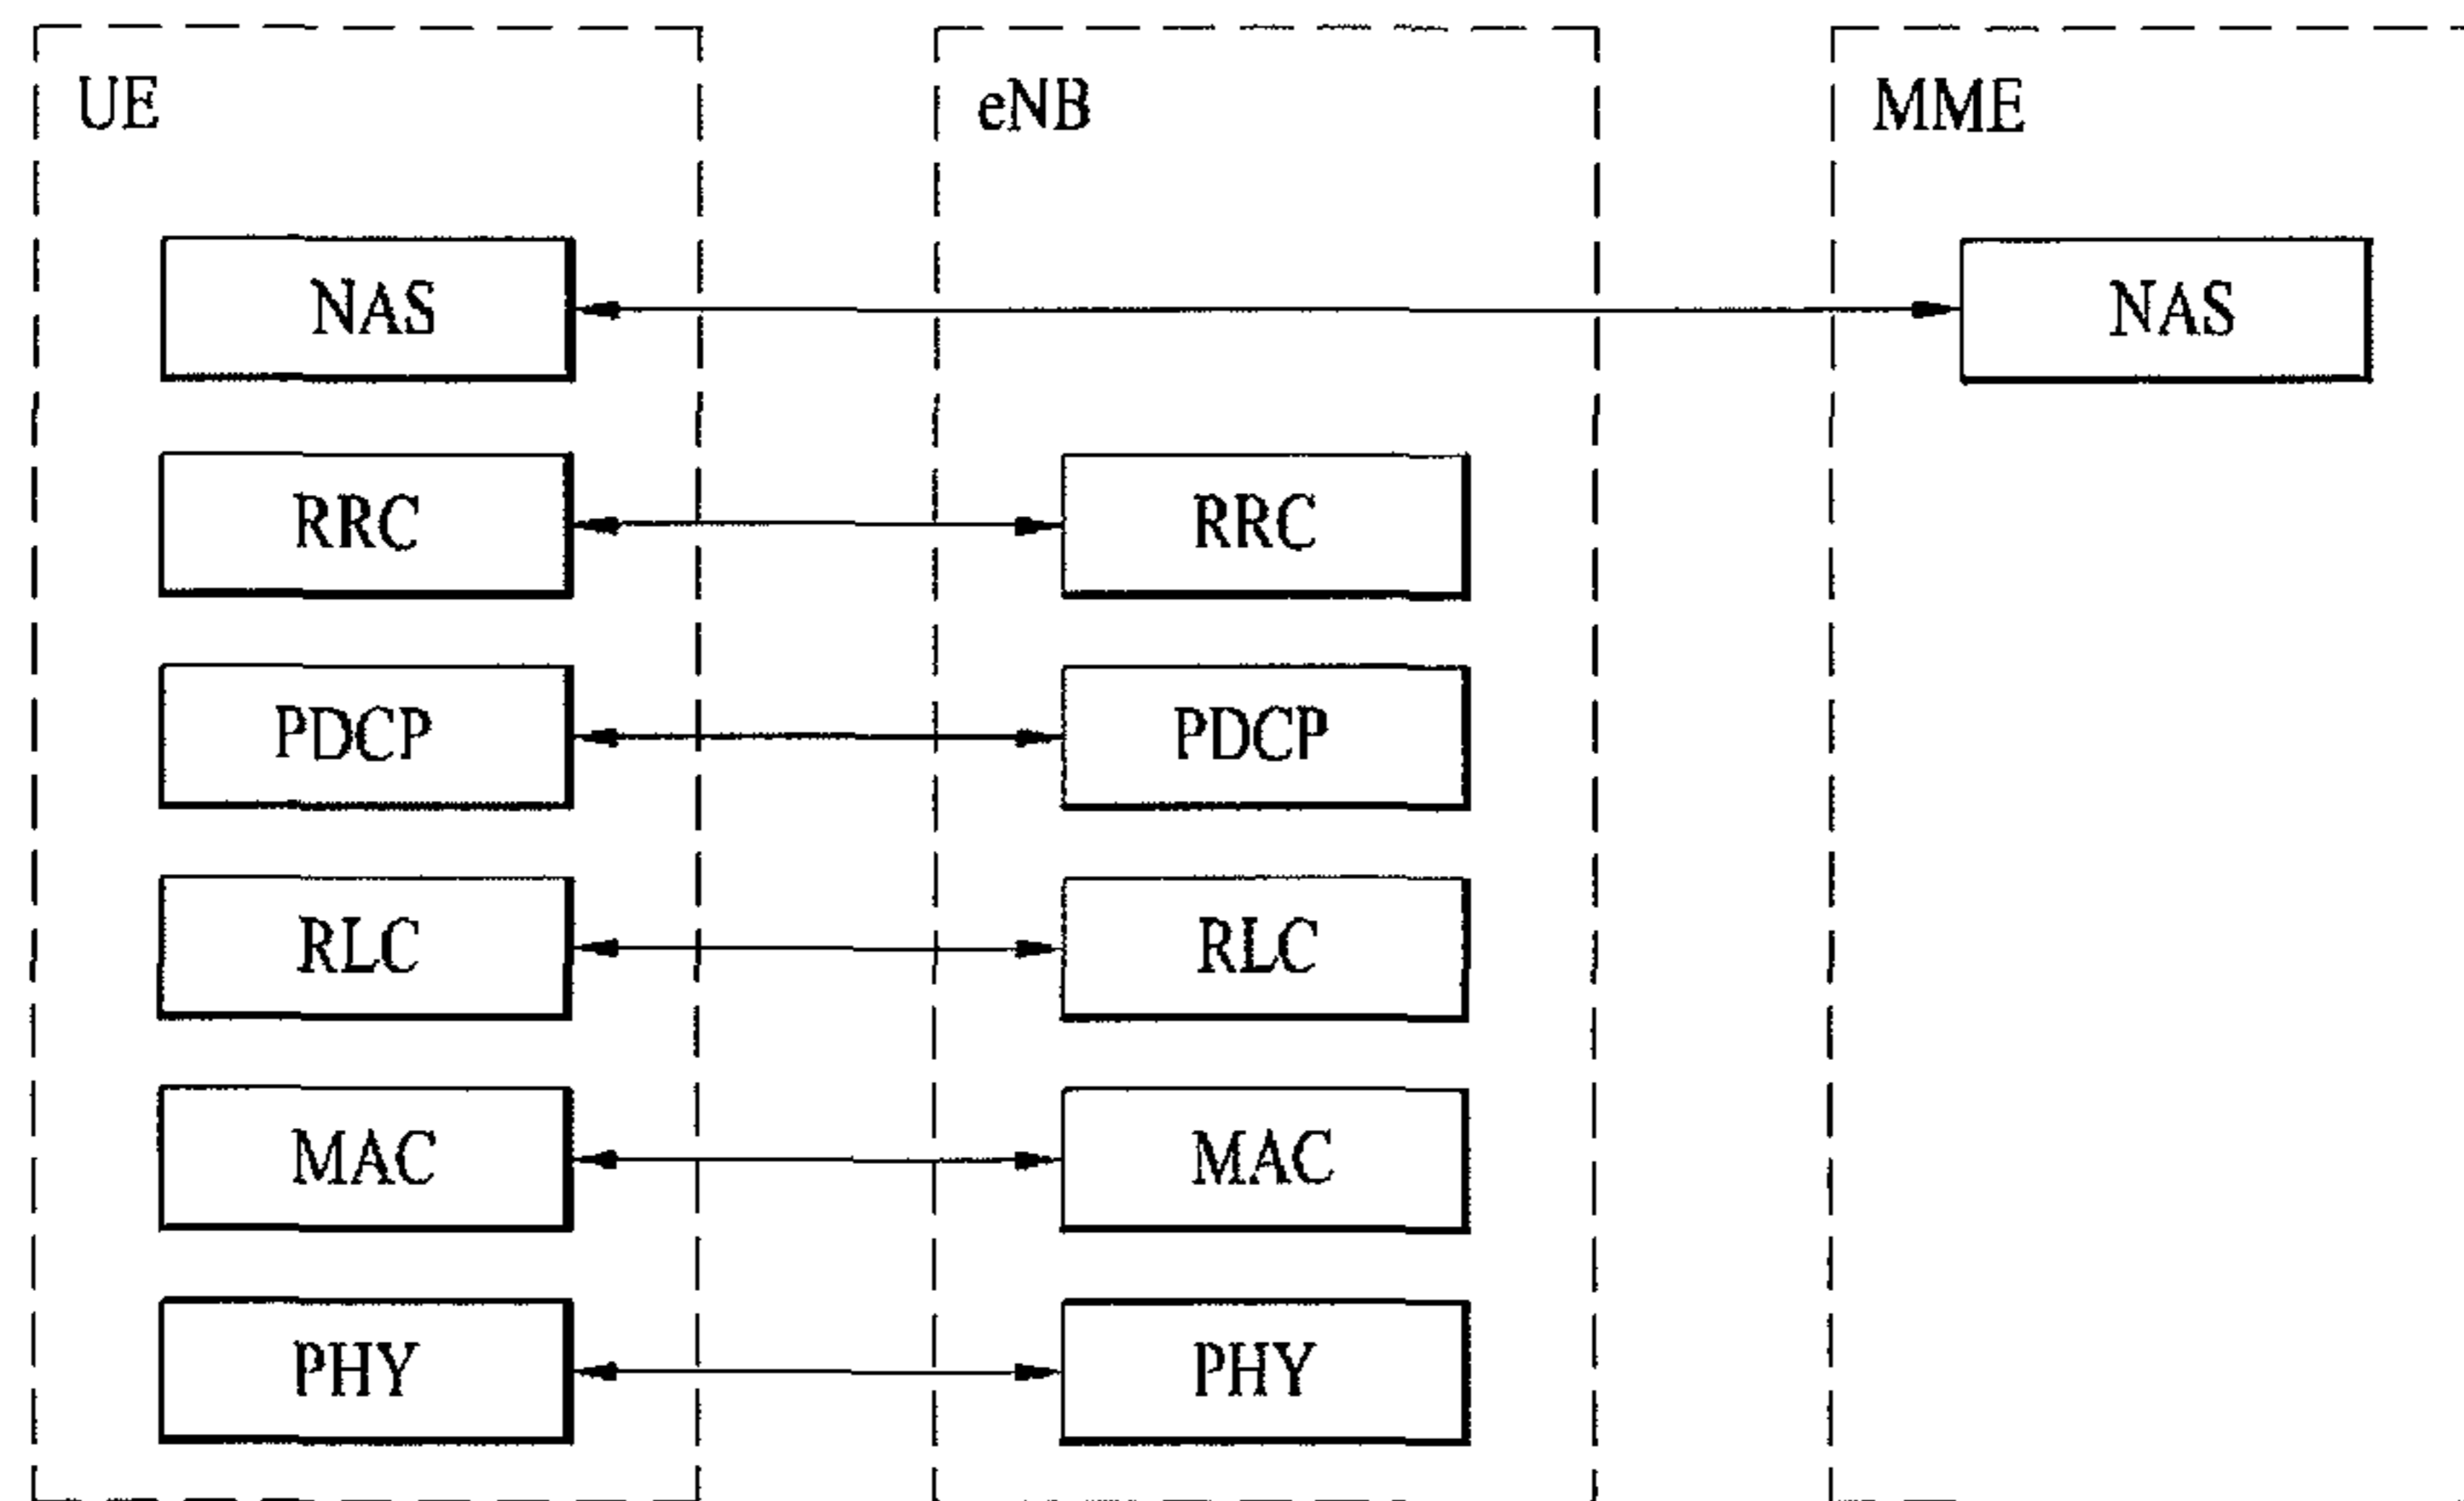 UE eNB MME
NAS NAS
RRC RRC
PDCP PDCP
RLC RLC
MAC MAC
PHY PHY